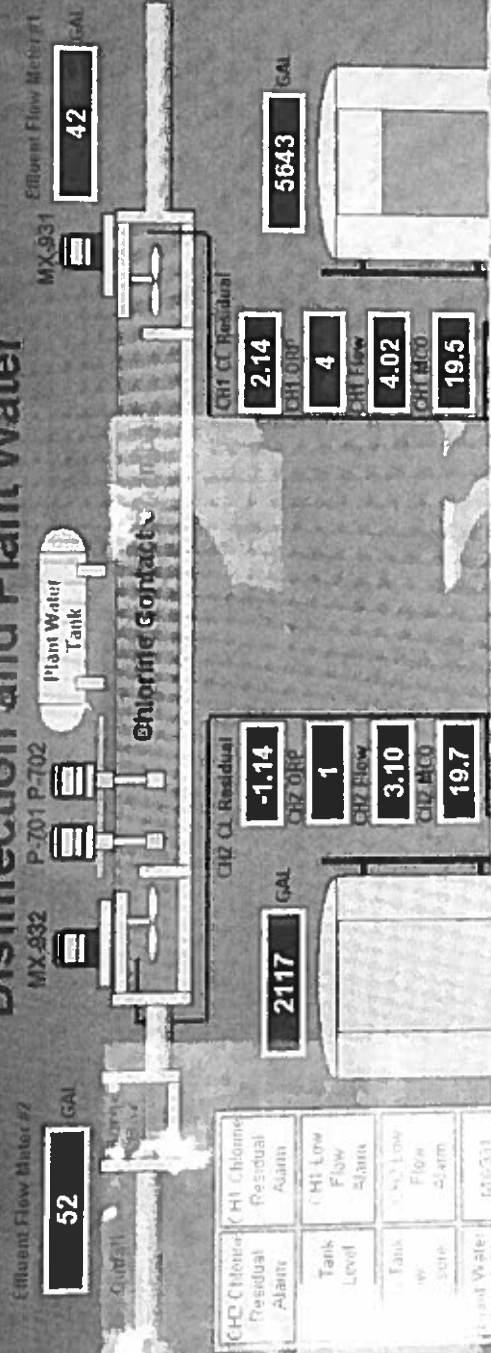 Disinfection and Plant Water
Effluent Flow Meter #2
52
GAL
MX-932
P-701 P-702
Plant Water
Tank
MX-931
Effluent Flow Meter #1
42
GAL
Outfall
Chlorine Contact
2117
GAL
CH2 CL Residual
-1.14
CH2 ORP
1
CH2 Flow
3.10
CH2 MCO
19.7
CH1 CL Residual
2.14
CH1 ORP
4
CH1 Flow
4.02
CH1 MCO
19.5
5643
GAL
CH2 Chlorine
Residual
Alarm
CH1 Chlorine
Residual
Alarm
Tank
Level
CH1 Low
Flow
Alarm
Tank
Low
Flow
Alarm
Plant Water